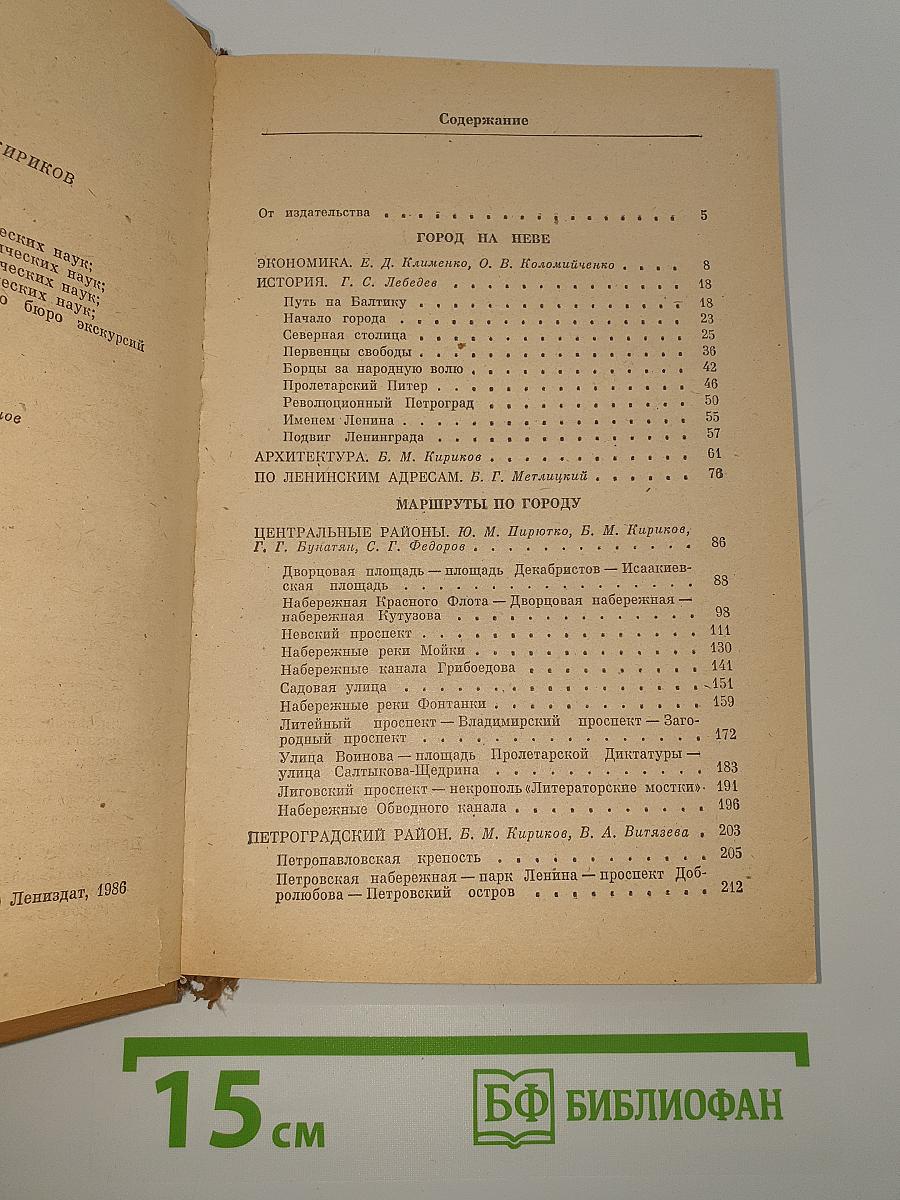 КИРИКОВ
еских наук;
ических наук;
ческих наук;
еских наук;
о бюро экскурсий
Лениздат, 1986
Содержание
От издательства . . . . . . . . . . . . . . . . . 5
ГОРОД НА НЕВЕ
ЭКОНОМИКА. Е. Д. Клименко, О. В. Коломийченко . . . . 8
ИСТОРИЯ. Г. С. Лебедев . . . . . . . . . . . . . . 18
Путь на Балтику . . . . . . . . . . . . . . . . 18
Начало города . . . . . . . . . . . . . . . . . 23
Северная столица . . . . . . . . . . . . . . . . 25
Первенцы свободы . . . . . . . . . . . . . . . . 36
Борцы за народную волю . . . . . . . . . . . . . 42
Пролетарский Питер . . . . . . . . . . . . . . . 46
Революционный Петроград . . . . . . . . . . . . 50
Именем Ленина . . . . . . . . . . . . . . . . . 55
Подвиг Ленинграда . . . . . . . . . . . . . . . 57
АРХИТЕКТУРА. Б. М. Кириков . . . . . . . . . . . . 61
ПО ЛЕНИНСКИМ АДРЕСАМ. Б. Г. Метлицкий . . . . . . 76
МАРШРУТЫ ПО ГОРОДУ
ЦЕНТРАЛЬНЫЕ РАЙОНЫ. Ю. М. Пирютко, Б. М. Кириков,
Г. Г. Бунатян, С. Г. Федоров . . . . . . . . . . . . . 86
Дворцовая площадь — площадь Декабристов — Исаакиев-
ская площадь . . . . . . . . . . . . . . . . . 88
Набережная Красного Флота — Дворцовая набережная —
набережная Кутузова . . . . . . . . . . . . . . 98
Невский проспект . . . . . . . . . . . . . . . . 111
Набережные реки Мойки . . . . . . . . . . . . . 130
Набережные канала Грибоедова . . . . . . . . . . 141
Садовая улица . . . . . . . . . . . . . . . . . 151
Набережные реки Фонтанки . . . . . . . . . . . . 159
Литейный проспект — Владимирский проспект — Заго-
родный проспект . . . . . . . . . . . . . . . . 172
Улица Воинова — площадь Пролетарской Диктатуры —
улица Салтыкова-Щедрина . . . . . . . . . . . . 183
Лиговский проспект — некрополь «Литераторские мостки» . 191
Набережные Обводного канала . . . . . . . . . . . 196
ПЕТРОГРАДСКИЙ РАЙОН. Б. М. Кириков, В. А. Витязева . 203
Петропавловская крепость . . . . . . . . . . . . 205
Петровская набережная — парк Ленина — проспект Доб-
ролюбова — Петровский остров . . . . . . . . . . 212
15 см
БФ БИБЛИОФАН